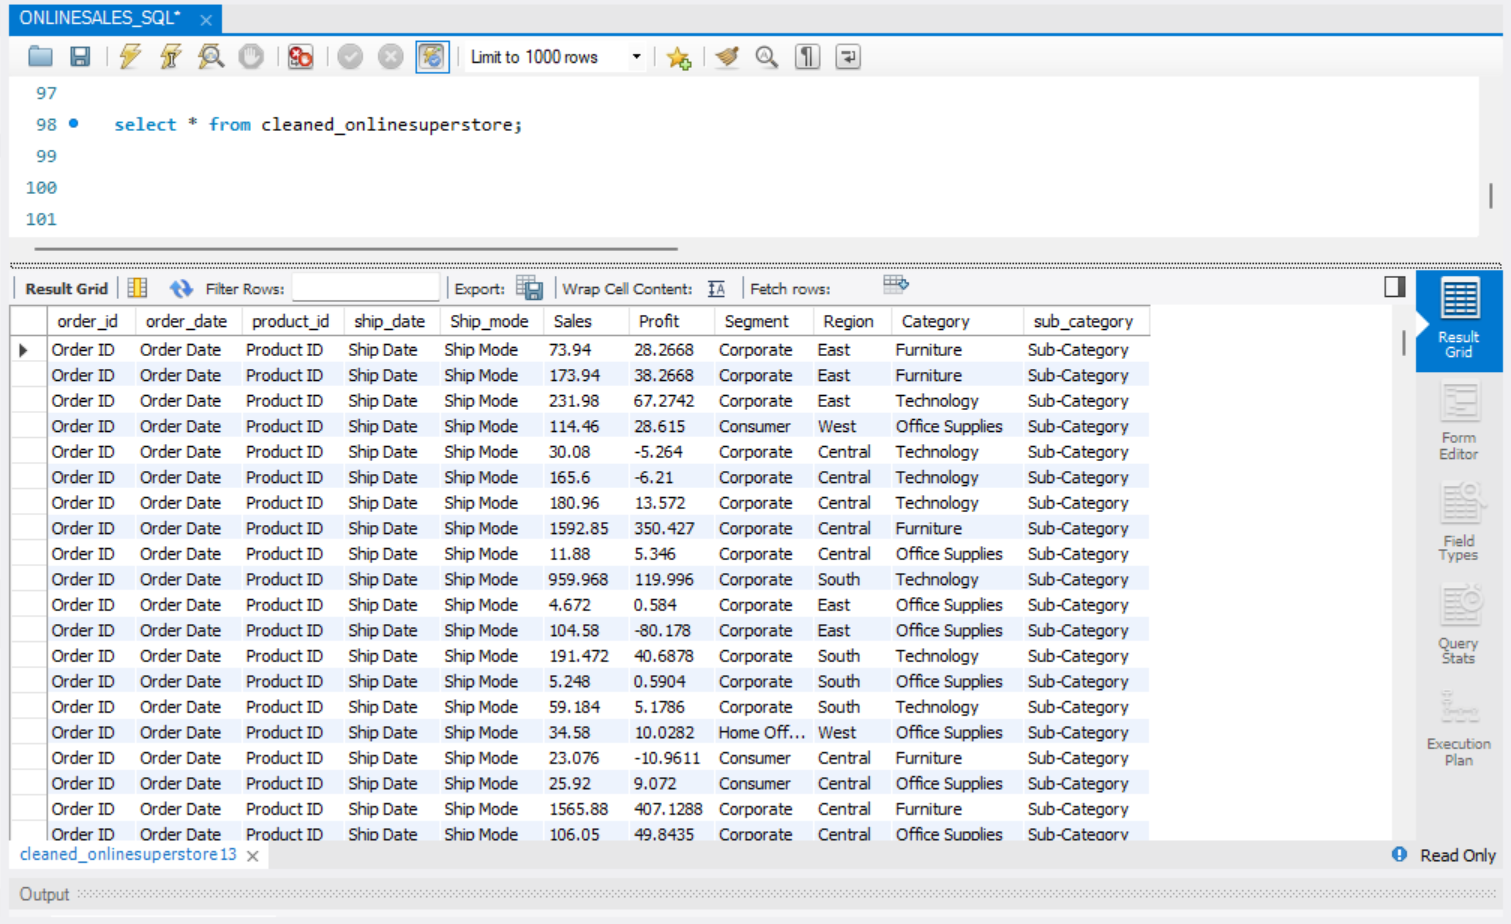 ONLINESALES_SQL*
Limit to 1000 rows
97
98 select * from cleaned_onlinesuperstore;
99
100
101
Result Grid Filter Rows: Export: Wrap Cell Content: Fetch rows:
order_id order_date product_id ship_date Ship_mode Sales Profit Segment Region Category sub_category
Order ID Order Date Product ID Ship Date Ship Mode 73.94 28.2668 Corporate East Furniture Sub-Category
Order ID Order Date Product ID Ship Date Ship Mode 173.94 38.2668 Corporate East Furniture Sub-Category
Order ID Order Date Product ID Ship Date Ship Mode 231.98 67.2742 Corporate East Technology Sub-Category
Order ID Order Date Product ID Ship Date Ship Mode 114.46 28.615 Consumer West Office Supplies Sub-Category
Order ID Order Date Product ID Ship Date Ship Mode 30.08 -5.264 Corporate Central Technology Sub-Category
Order ID Order Date Product ID Ship Date Ship Mode 165.6 -6.21 Corporate Central Technology Sub-Category
Order ID Order Date Product ID Ship Date Ship Mode 180.96 13.572 Corporate Central Technology Sub-Category
Order ID Order Date Product ID Ship Date Ship Mode 1592.85 350.427 Corporate Central Furniture Sub-Category
Order ID Order Date Product ID Ship Date Ship Mode 11.88 5.346 Corporate Central Office Supplies Sub-Category
Order ID Order Date Product ID Ship Date Ship Mode 959.968 119.996 Corporate South Technology Sub-Category
Order ID Order Date Product ID Ship Date Ship Mode 4.672 0.584 Corporate East Office Supplies Sub-Category
Order ID Order Date Product ID Ship Date Ship Mode 104.58 -80.178 Corporate East Office Supplies Sub-Category
Order ID Order Date Product ID Ship Date Ship Mode 191.472 40.6878 Corporate South Technology Sub-Category
Order ID Order Date Product ID Ship Date Ship Mode 5.248 0.5904 Corporate South Office Supplies Sub-Category
Order ID Order Date Product ID Ship Date Ship Mode 59.184 5.1786 Corporate South Technology Sub-Category
Order ID Order Date Product ID Ship Date Ship Mode 34.58 10.0282 Home Off... West Office Supplies Sub-Category
Order ID Order Date Product ID Ship Date Ship Mode 23.076 -10.9611 Consumer Central Furniture Sub-Category
Order ID Order Date Product ID Ship Date Ship Mode 25.92 9.072 Consumer Central Office Supplies Sub-Category
Order ID Order Date Product ID Ship Date Ship Mode 1565.88 407.1288 Corporate Central Furniture Sub-Category
Order ID Order Date Product ID Ship Date Ship Mode 106.05 49.8435 Corporate Central Office Supplies Sub-Category
Result
Grid
Form
Editor
Field
Types
Query
Stats
Execution
Plan
cleaned_onlinesuperstore13
Read Only
Output